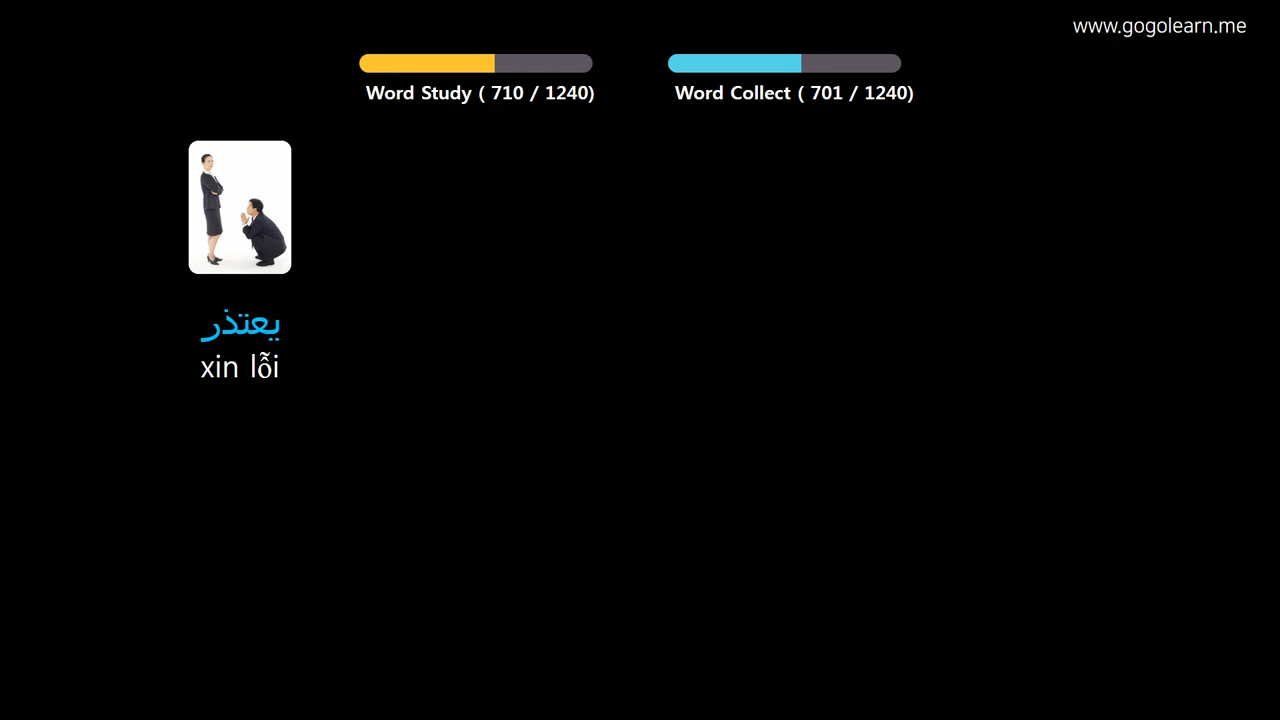 www.gogolearn.me
Word Study ( 710 / 1240)
Word Collect ( 701 / 1240)
يعتذر
xin lỗi